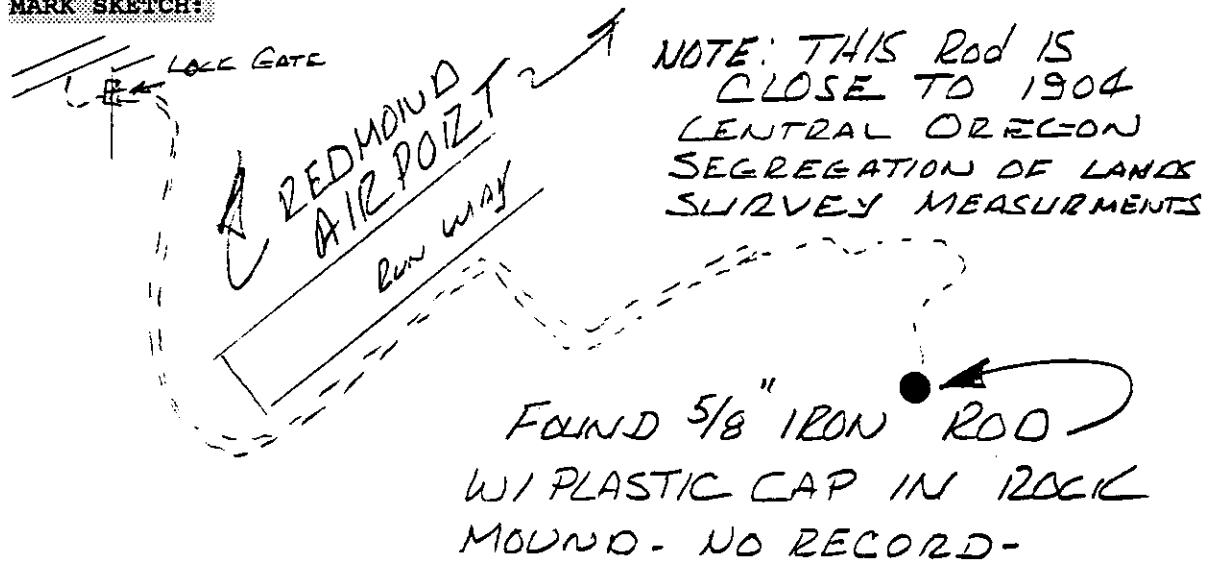 MARK SKETCH:
LOCK GATE
REDMOND
AIRPORT
RUN WAY
NOTE: THIS Rod IS
CLOSE TO 1904
CENTRAL OREGON
SEGREGATION OF LANDS
SURVEY MEASURMENTS
FOUND 5/8" IRON ROD
W/ PLASTIC CAP IN ROCK
MOUND - NO RECORD-